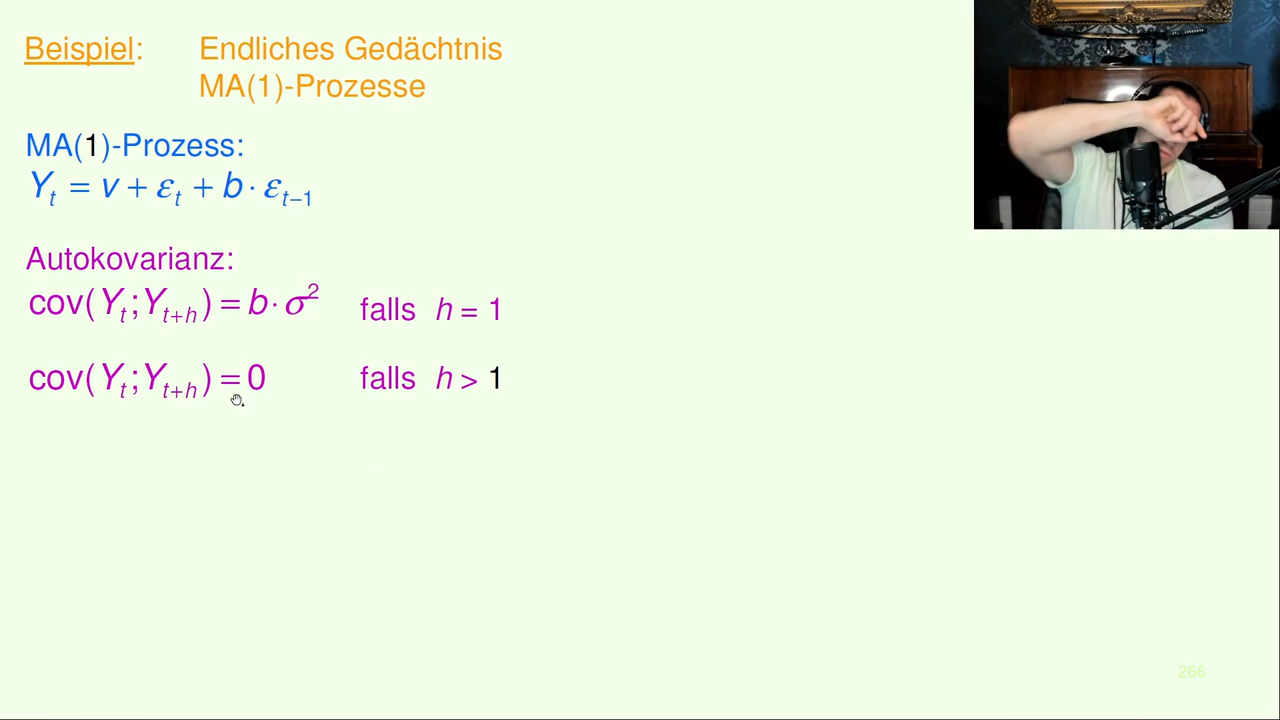 Beispiel: Endliches Gedächtnis
MA(1)-Prozesse
MA(1)-Prozess:
Y_t = v + ε_t + b · ε_{t−1}
Autokovarianz:
cov(Y_t ; Y_{t+h}) = b · σ² falls h = 1
cov(Y_t ; Y_{t+h}) = 0 falls h > 1
266